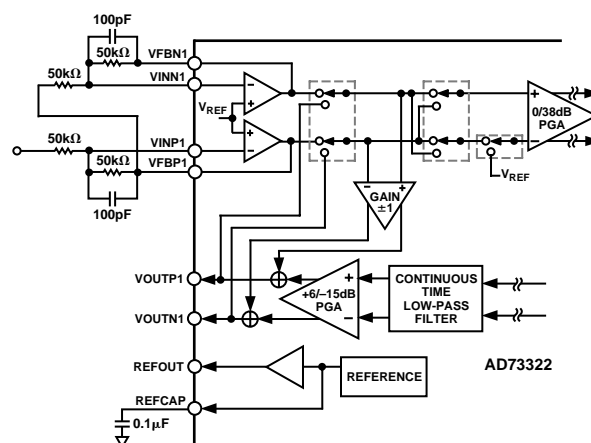 100pF
50kΩ
VFBN1
50kΩ
VINN1
VREF
50kΩ
VINP1
50kΩ
VFBP1
100pF
0/38dB
PGA
VREF
GAIN
±1
VOUTP1
+6/–15dB
PGA
CONTINUOUS
TIME
LOW-PASS
FILTER
VOUTN1
AD73322
REFOUT
REFERENCE
REFCAP
0.1μF